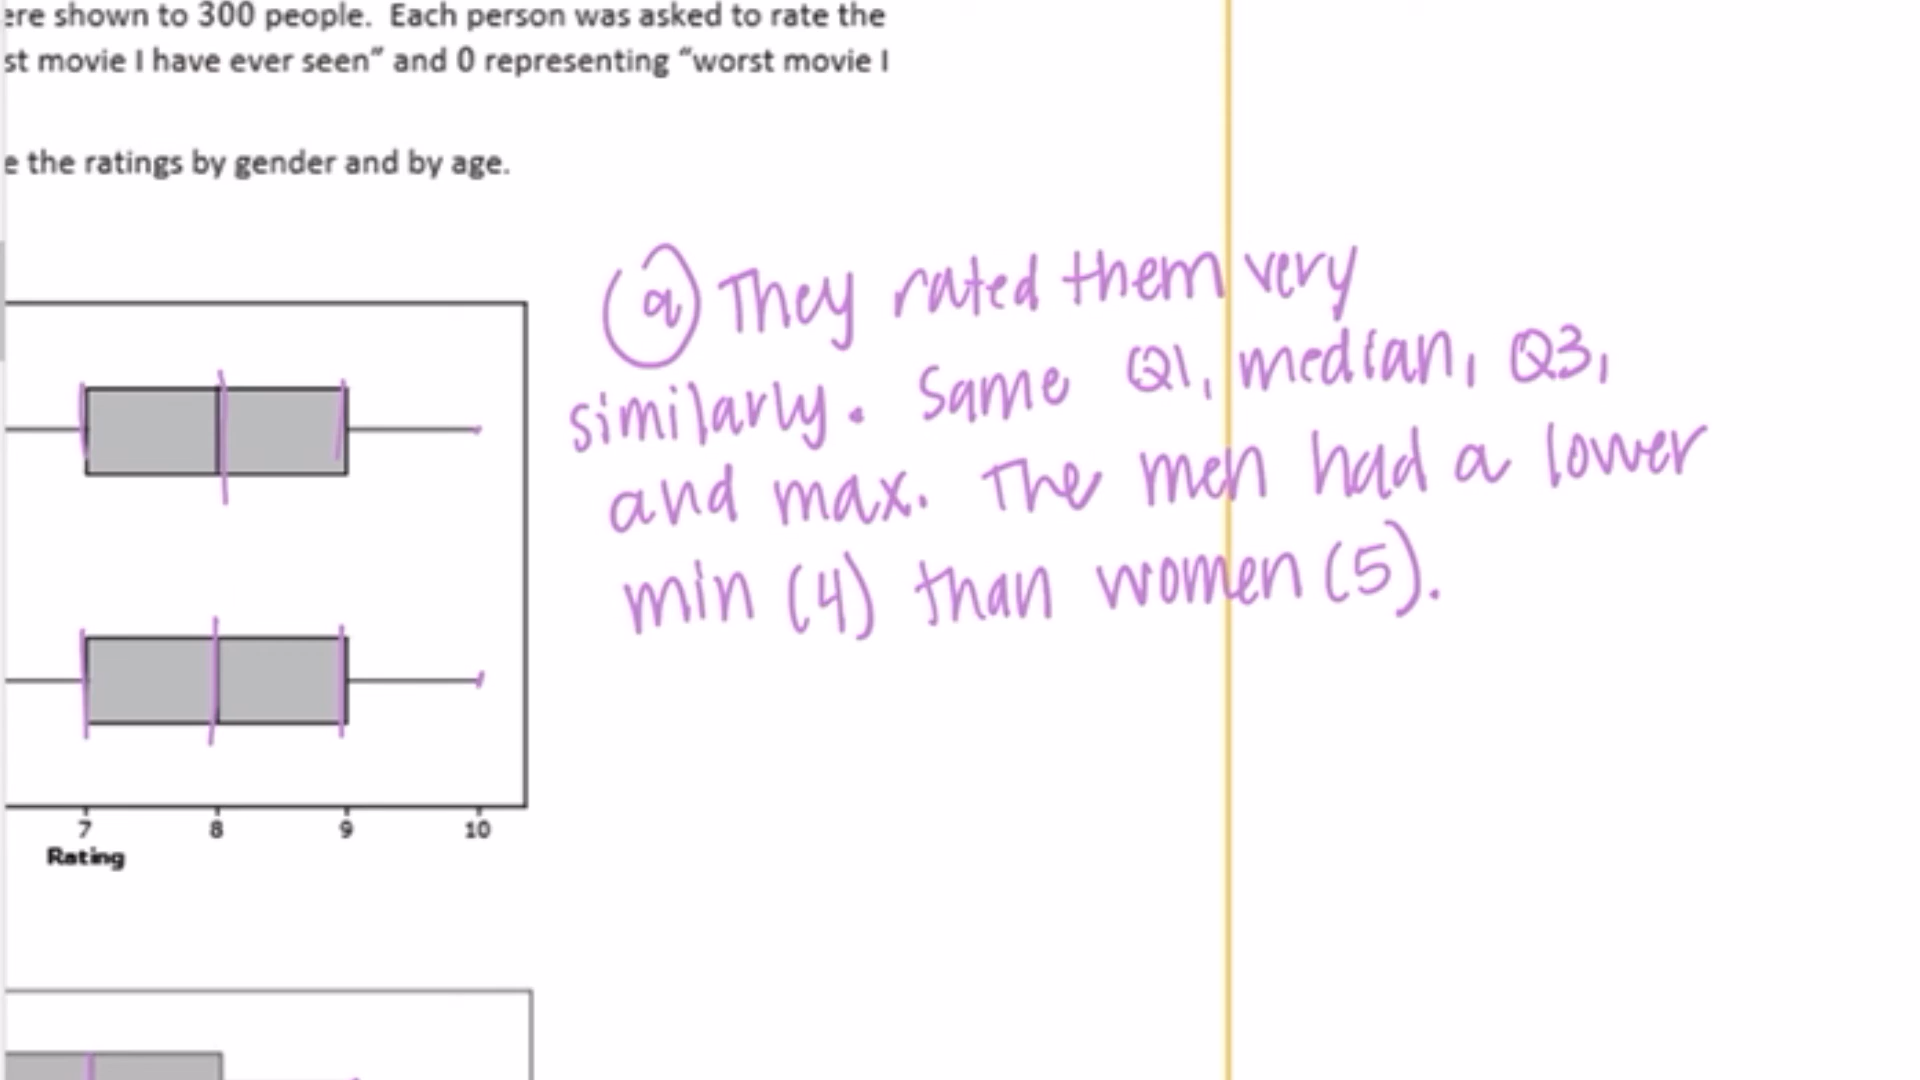 ere shown to 300 people. Each person was asked to rate the
st movie I have ever seen” and 0 representing “worst movie I
e the ratings by gender and by age.
(a) They rated them very
similarly. Same Q1, median, Q3,
and max. The men had a lower
min (4) than women (5).
7 8 9 10
Rating